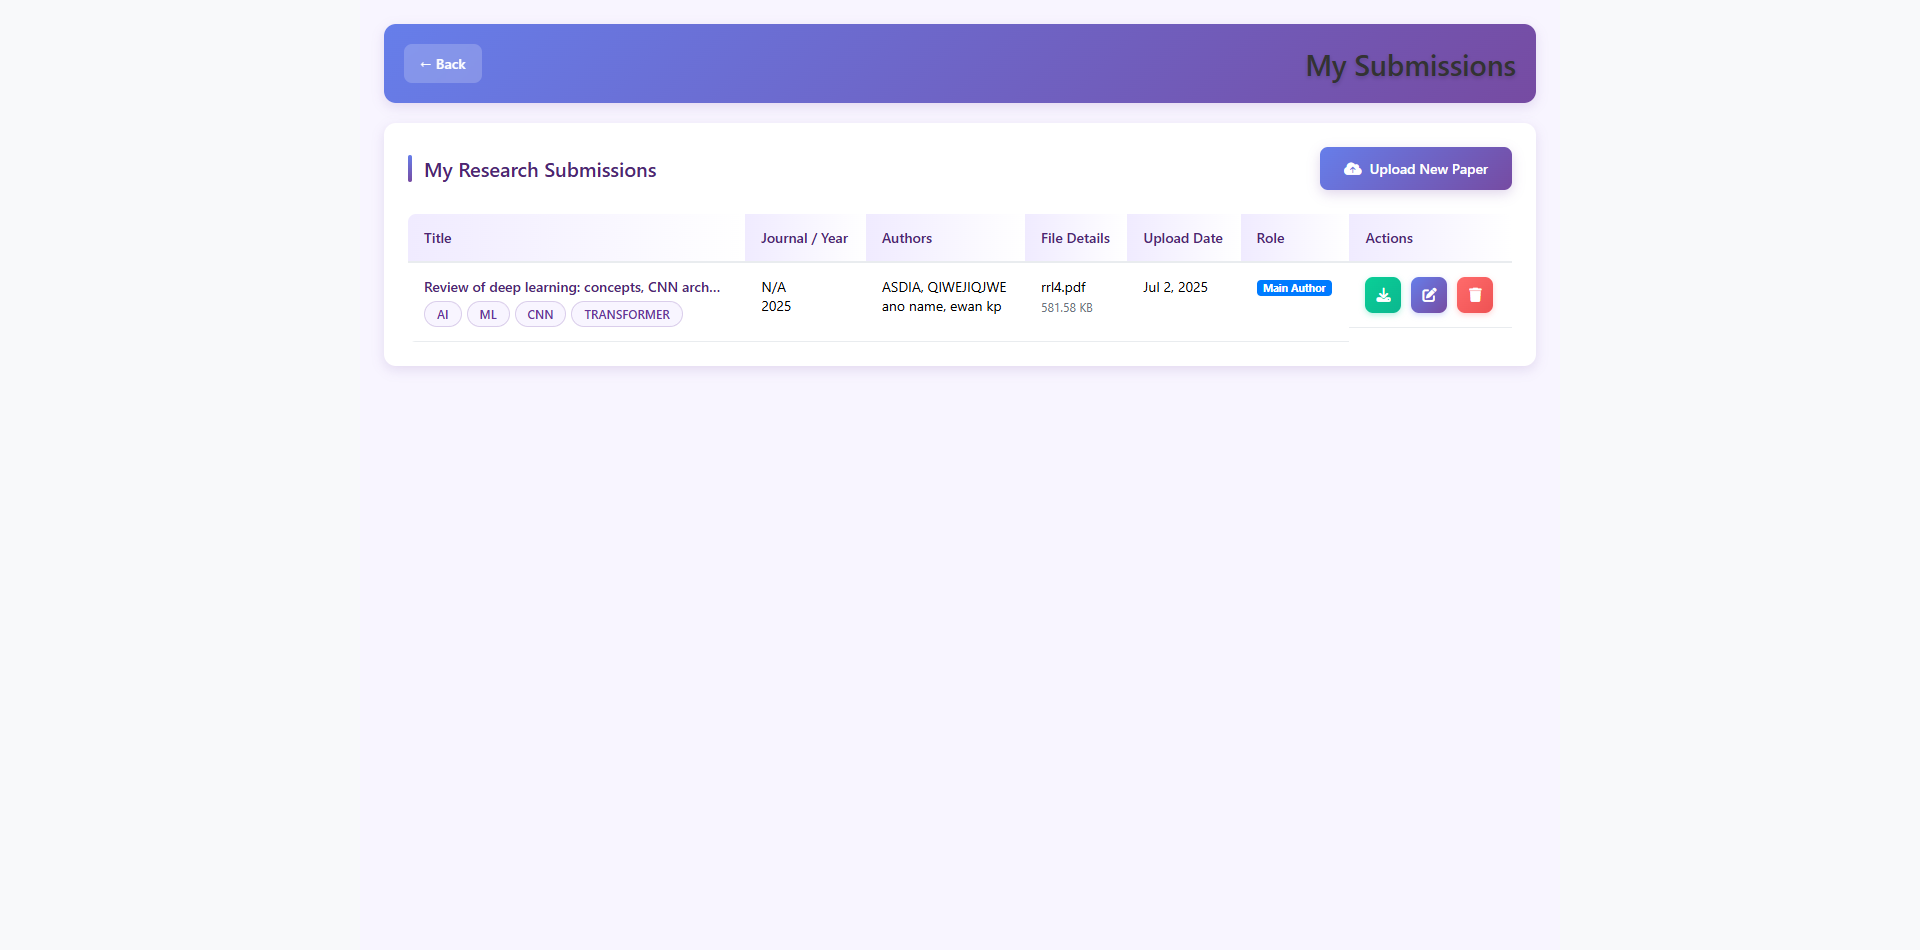 ← Back
My Submissions
My Research Submissions
Upload New Paper
Title
Journal / Year
Authors
File Details
Upload Date
Role
Actions
Review of deep learning: concepts, CNN arch...
AI
ML
CNN
TRANSFORMER
N/A
2025
ASDIA, QIWEJIQJWE
ano name, ewan kp
rrl4.pdf
581.58 KB
Jul 2, 2025
Main Author